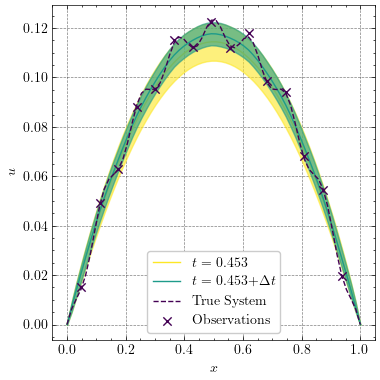 0.12
0.10
0.08
0.06
0.04
0.02
0.00
u
t = 0.453
t = 0.453+Δt
True System
Observations
0.0 0.2 0.4 0.6 0.8 1.0
x